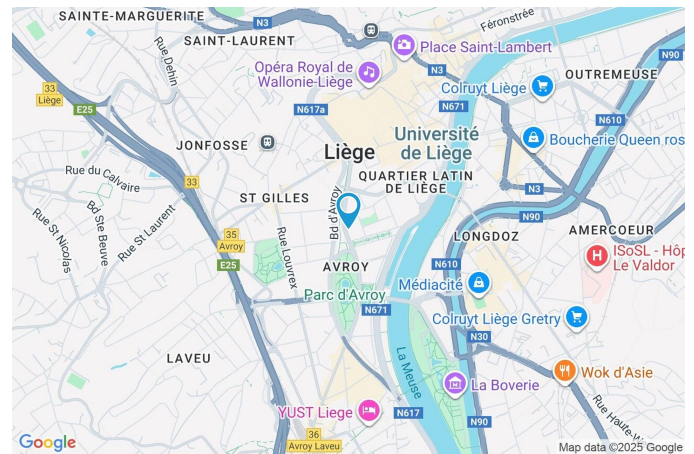 SAINTE-MARGUERITE
N3
Féronstrée
SAINT-LAURENT
Place Saint-Lambert
Rue Dehin
Opéra Royal de
Wallonie-Liège
N3
N90
OUTREMEUSE
Colruyt Liège
33
Liège
E25
N617a
N671
N610
Université
de Liège
Boucherie Queen ros
JONFOSSE
Liège
Rue du Calvaire
33
QUARTIER LATIN
DE LIÈGE
N3
ST GILLES
Bd d'Avroy
N90
Bd Ste Beuve
Rue St Laurent
Rue St Nicolas
35
Avroy
Rue Louvrex
LONGDOZ
AMERCOEUR
E25
AVROY
N610
ISoSL - Hôp
Le Valdor
Parc d'Avroy
Médiacité
N671
Colruyt Liège Gretry
N30
LAVEU
La Meuse
Wok d'Asie
La Boverie
YUST Liege
N617
N90
Rue Haute-W
36
Avroy Laveu
Google
Map data ©2025 Google